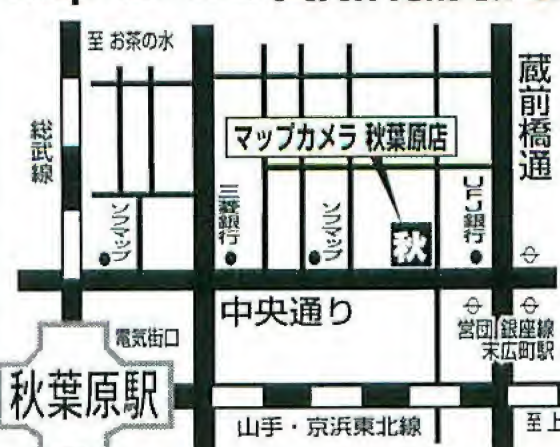 至 お茶の水
総武線
蔵前橋通
マップカメラ 秋葉原店
ソフマップ
三菱銀行
ソフマップ
秋
UFJ銀行
中央通り
電気街口
営団 銀座線
末広町駅
秋葉原駅
山手・京浜東北線
至上